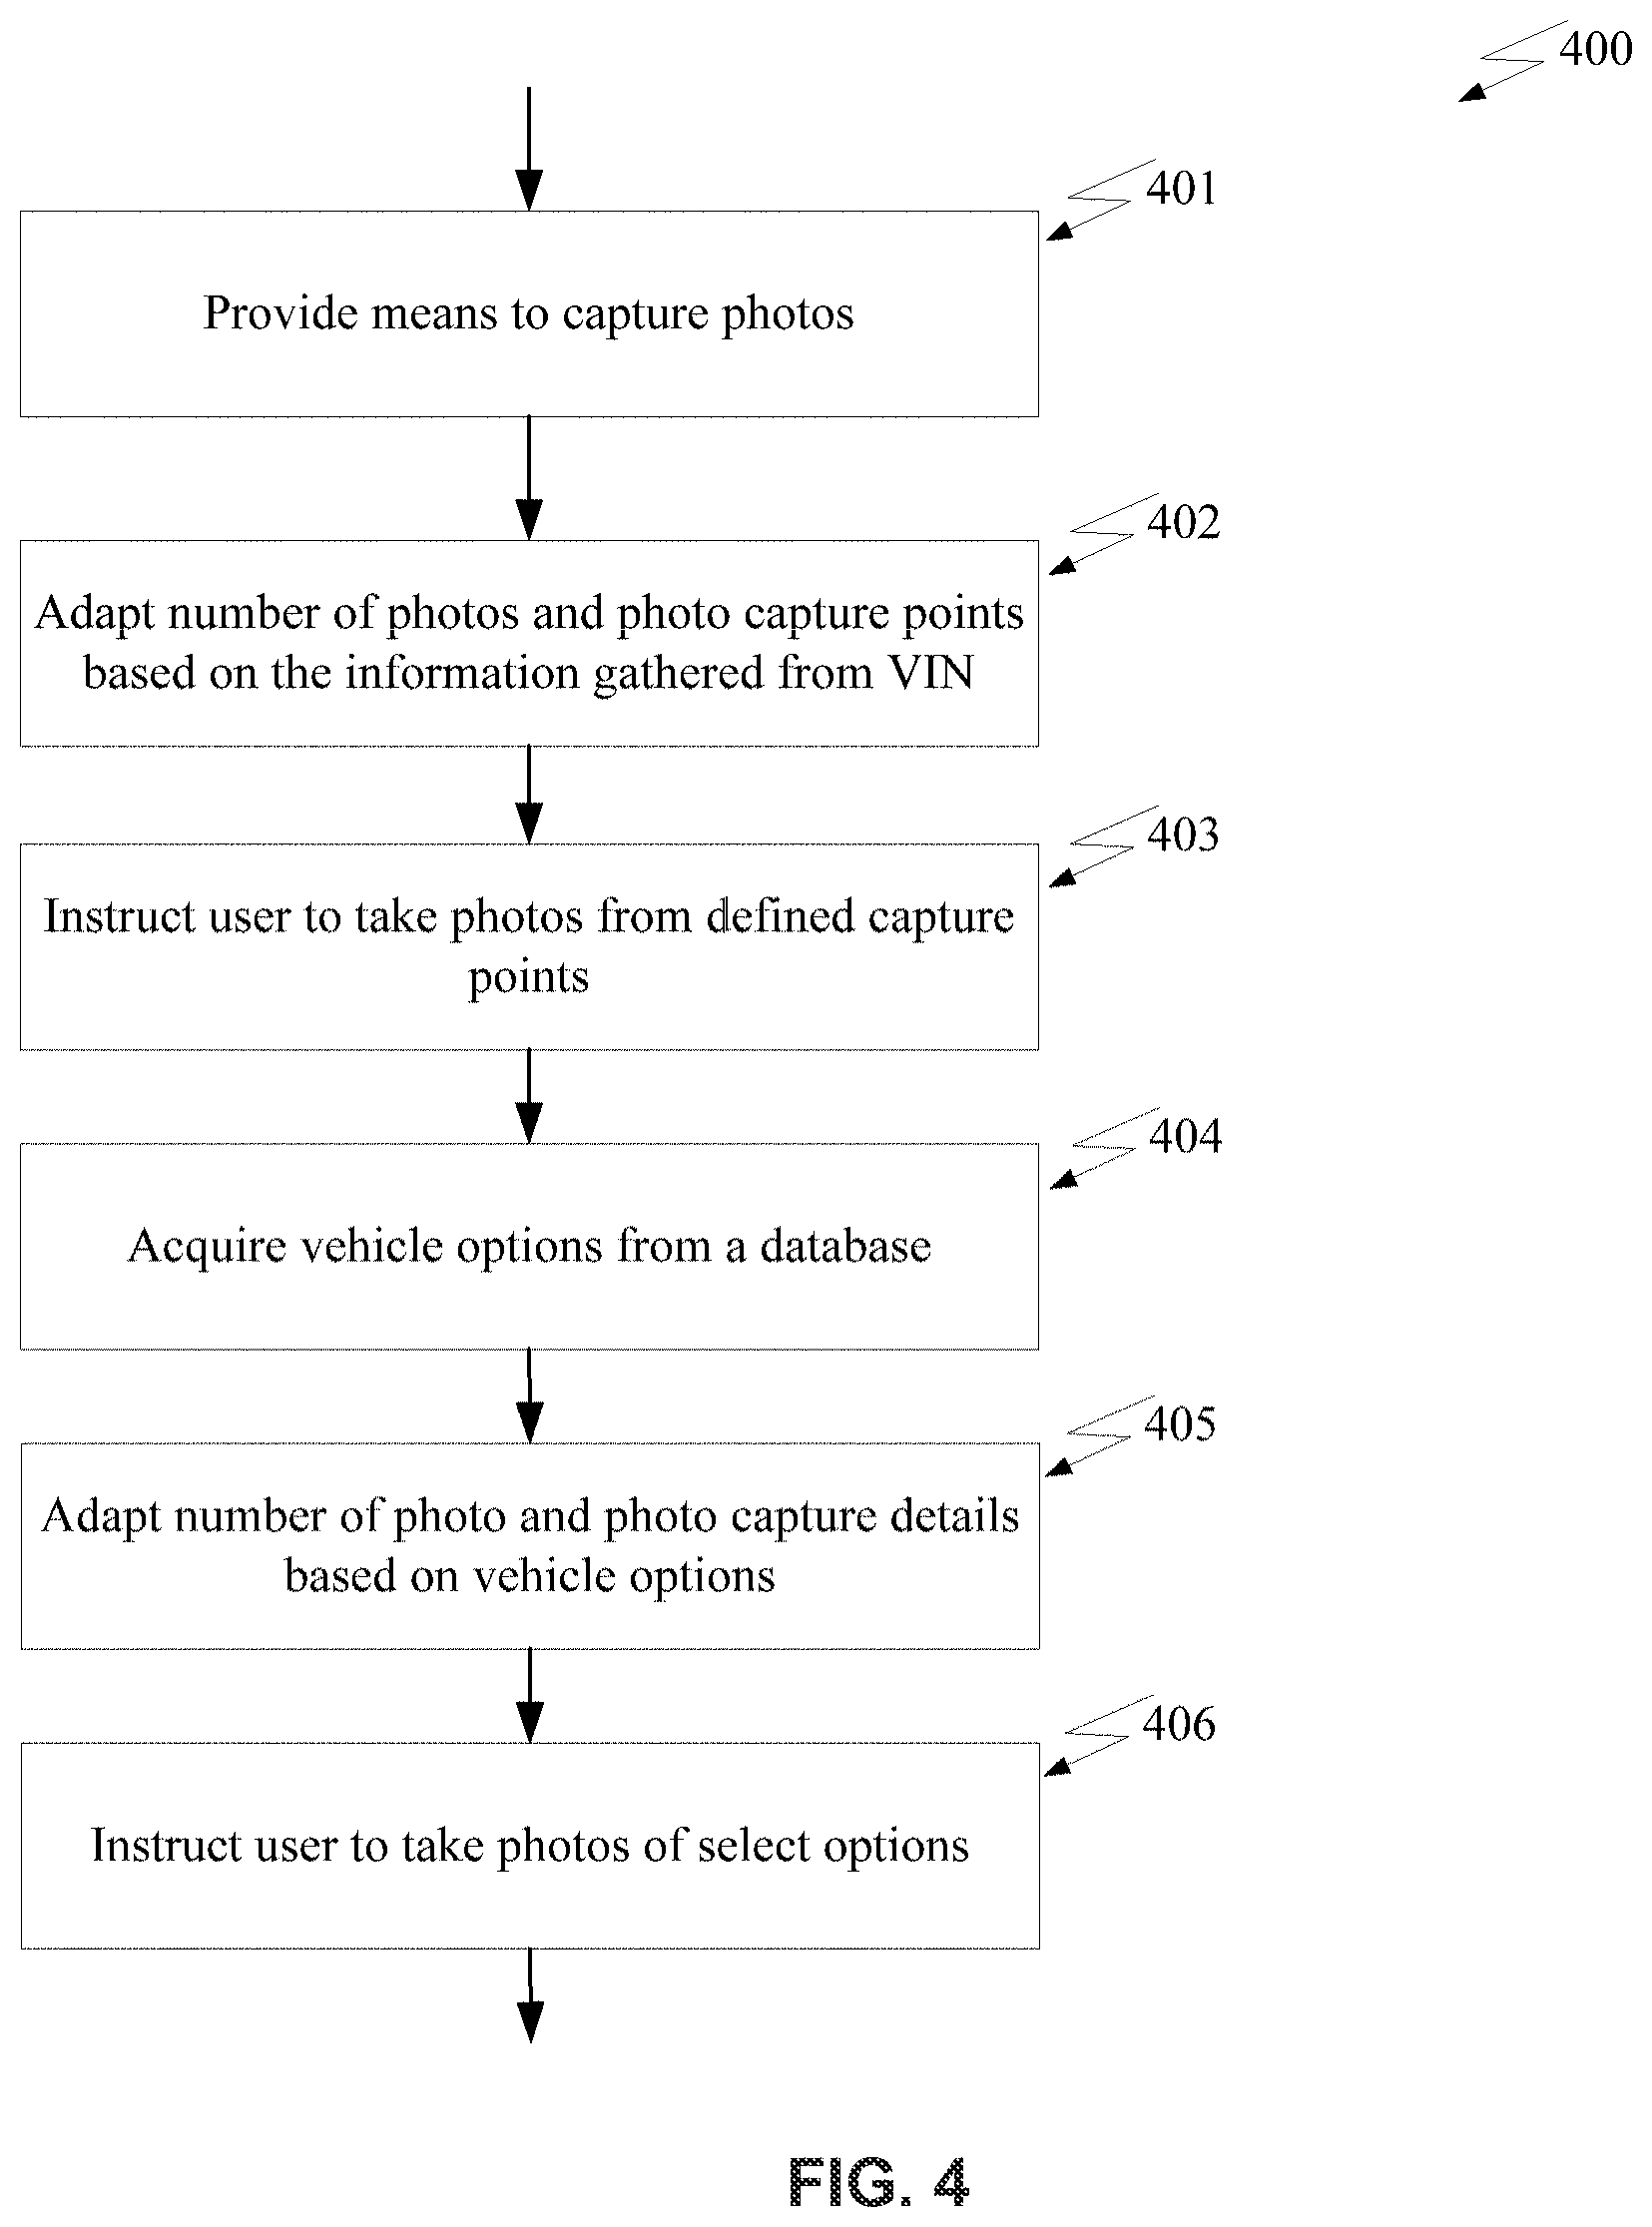 400
401
Provide means to capture photos
402
Adapt number of photos and photo capture points
based on the information gathered from VIN
403
Instruct user to take photos from defined capture
points
404
Acquire vehicle options from a database
405
Adapt number of photo and photo capture details
based on vehicle options
406
Instruct user to take photos of select options
FIG. 4